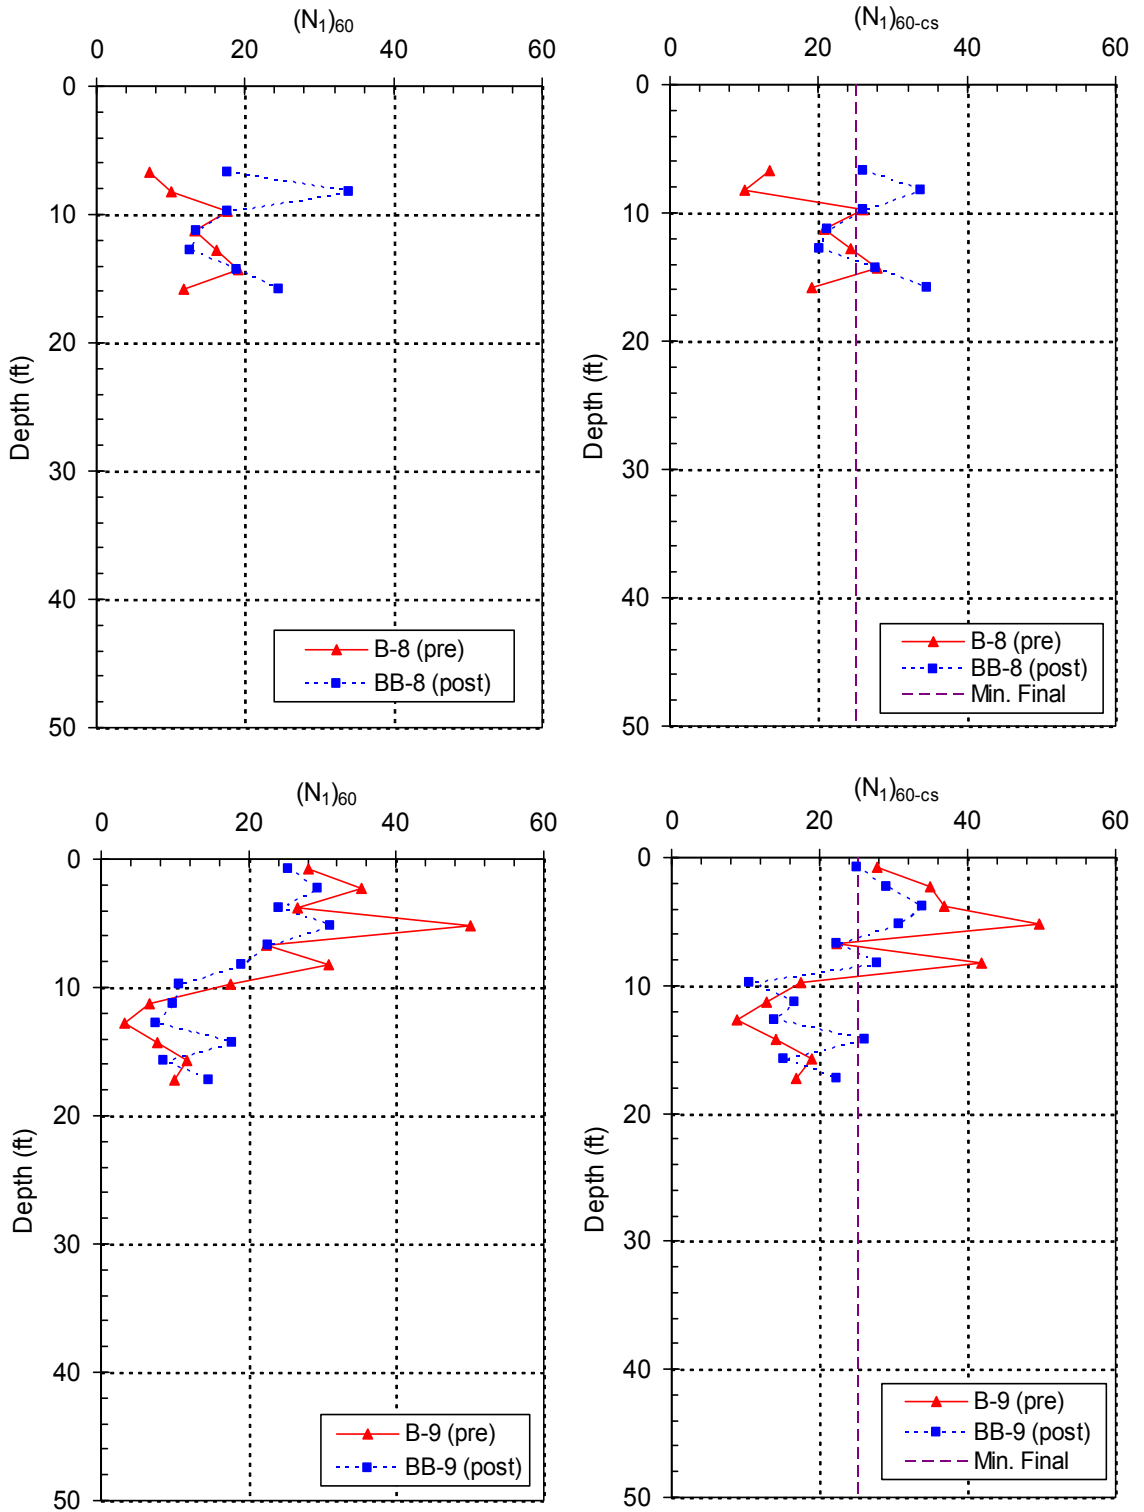 (N1)60
0 20 40 60
0
10
20
30
40
50
Depth (ft)
B-8 (pre)
BB-8 (post)
(N1)60-cs
0 20 40 60
0
10
20
30
40
50
Depth (ft)
B-8 (pre)
BB-8 (post)
Min. Final
(N1)60
0 20 40 60
0
10
20
30
40
50
Depth (ft)
B-9 (pre)
BB-9 (post)
(N1)60-cs
0 20 40 60
0
10
20
30
40
50
Depth (ft)
B-9 (pre)
BB-9 (post)
Min. Final